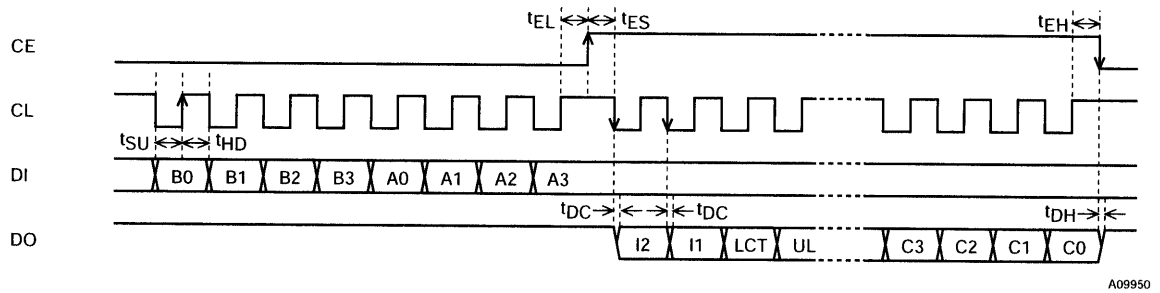 tEL tES tEH
CE
CL
tSU tHD
DI B0 B1 B2 B3 A0 A1 A2 A3
tDC tDC tDH
DO I2 I1 LCT UL C3 C2 C1 C0
A09950